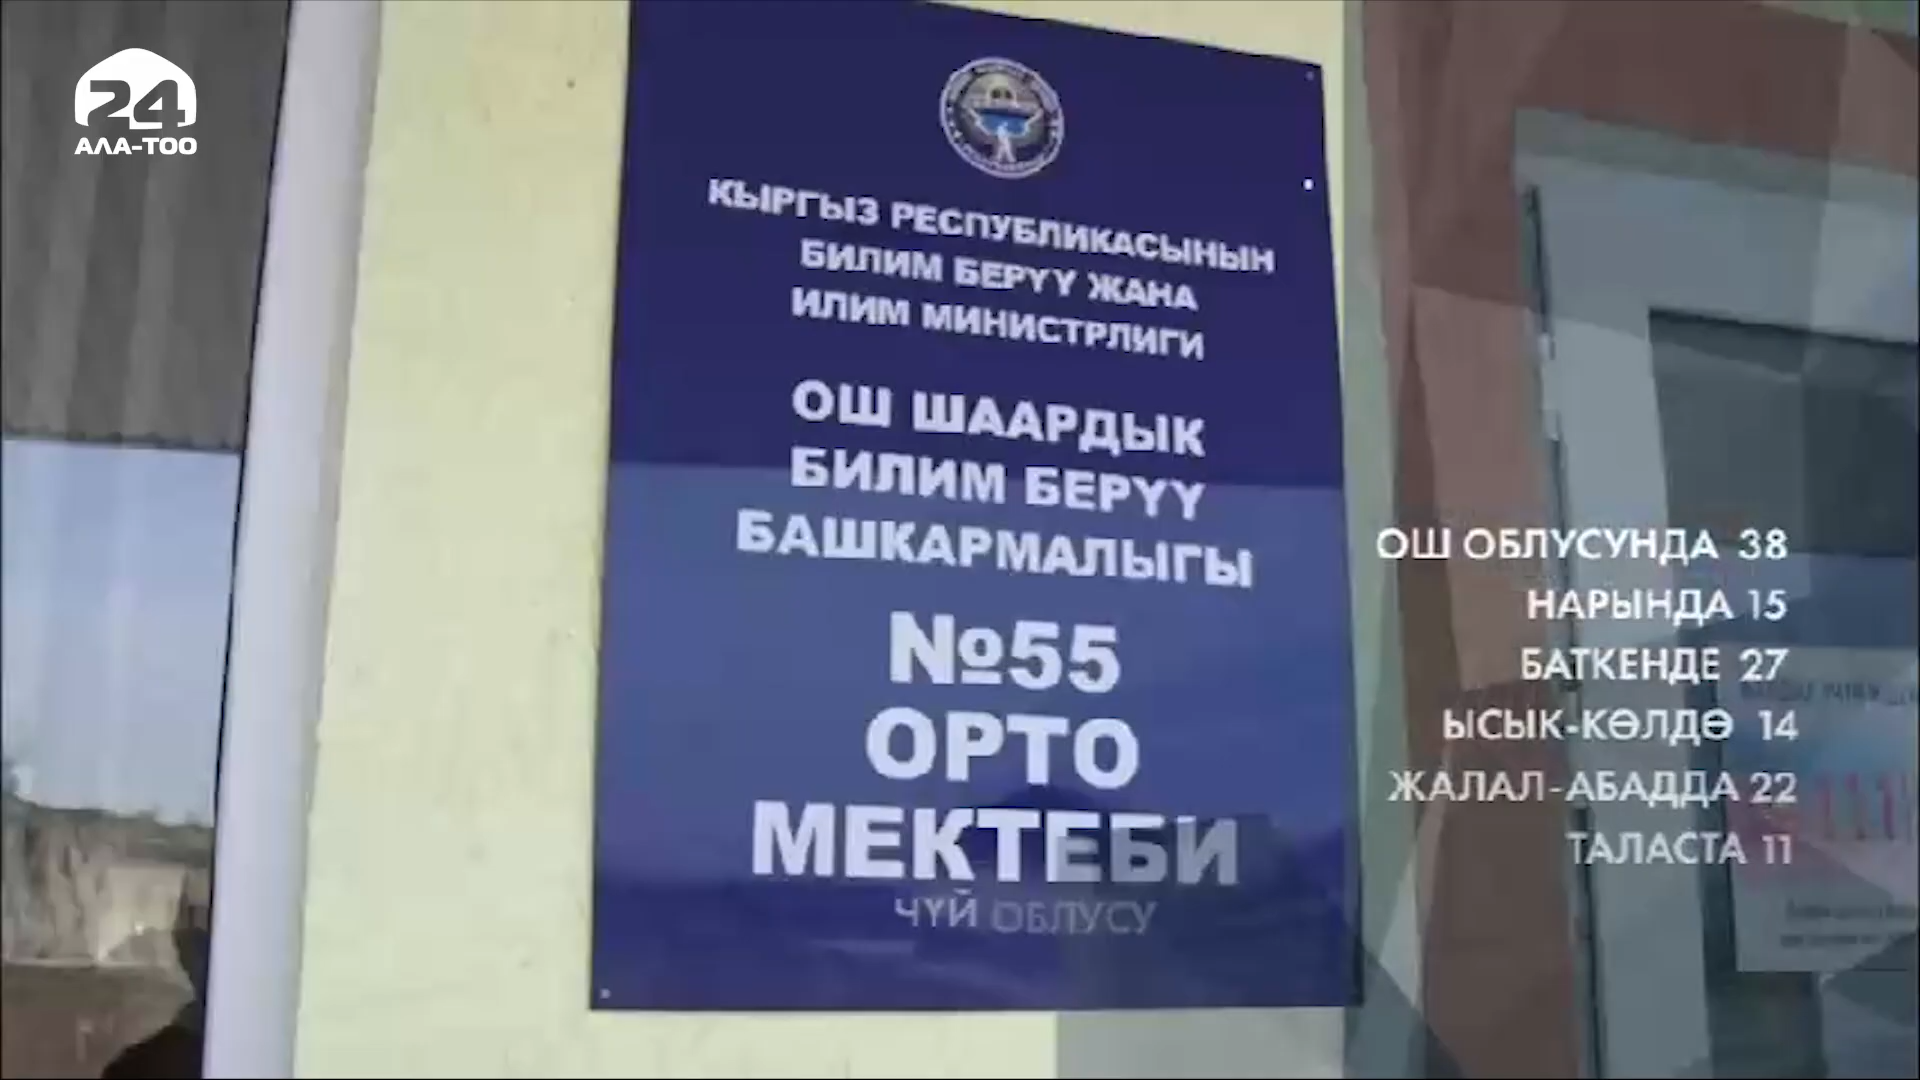 24
АЛА-ТОО
КЫРГЫЗ РЕСПУБЛИКАСЫНЫН
БИЛИМ БЕРҮҮ ЖАНА
ИЛИМ МИНИСТРЛИГИ
ОШ ШААРДЫК
БИЛИМ БЕРҮҮ
БАШКАРМАЛЫГЫ
№55
ОРТО
МЕКТЕБИ
ЧҮЙ ОБЛУСУ
ОШ ОБЛУСУНДА 38
НАРЫНДА 15
БАТКЕНДЕ 27
ЫСЫК-КӨЛДӨ 14
ЖАЛАЛ-АБАДДА 22
ТАЛАСТА 11